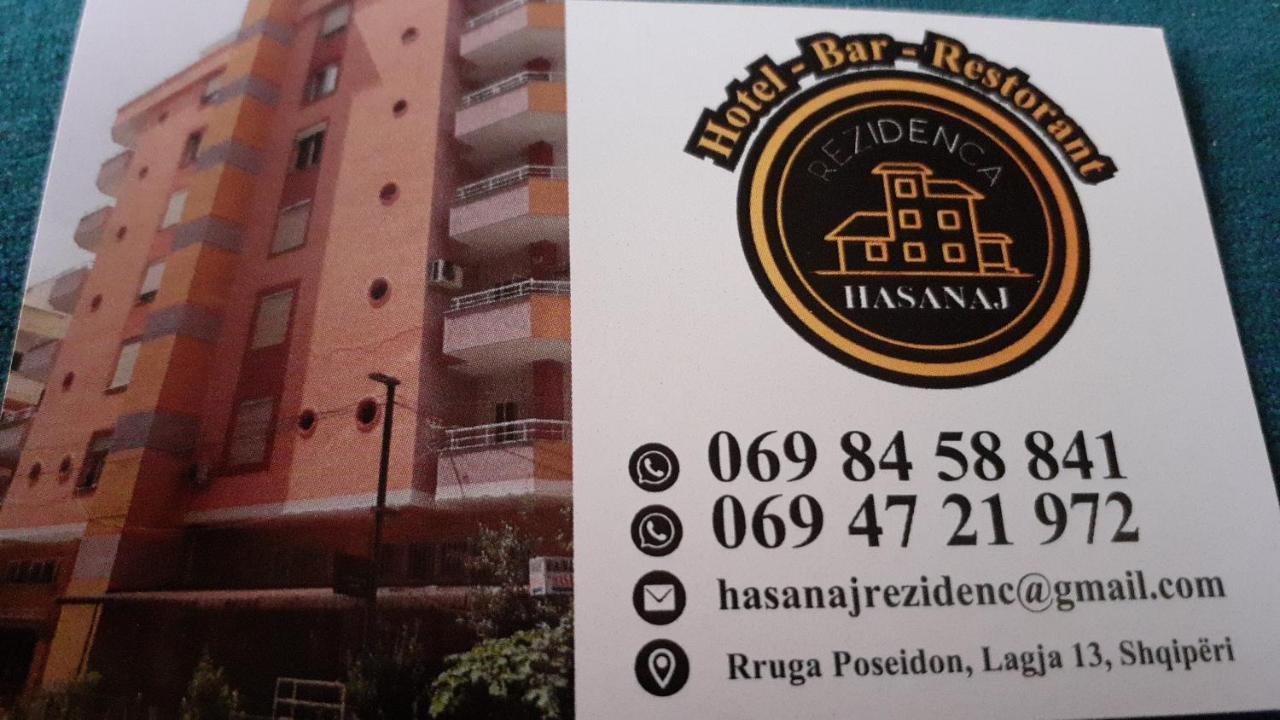 Hotel - Bar - Restorant
REZIDENCA
HASANAJ
069 84 58 841
069 47 21 972
hasanajrezidenc@gmail.com
Rruga Poseidon, Lagja 13, Shqipëri